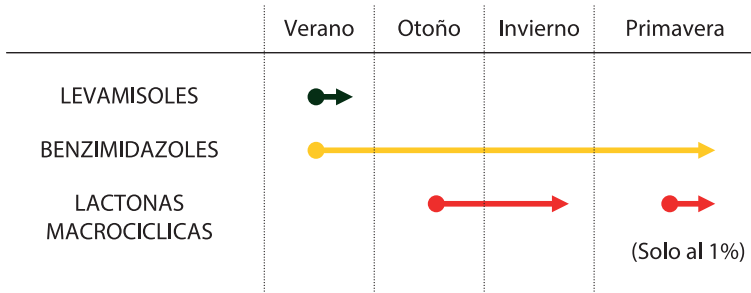 Verano Otoño Invierno Primavera
LEVAMISOLES
BENZIMIDAZOLES
LACTONAS
MACROCICLICAS
(Solo al 1%)